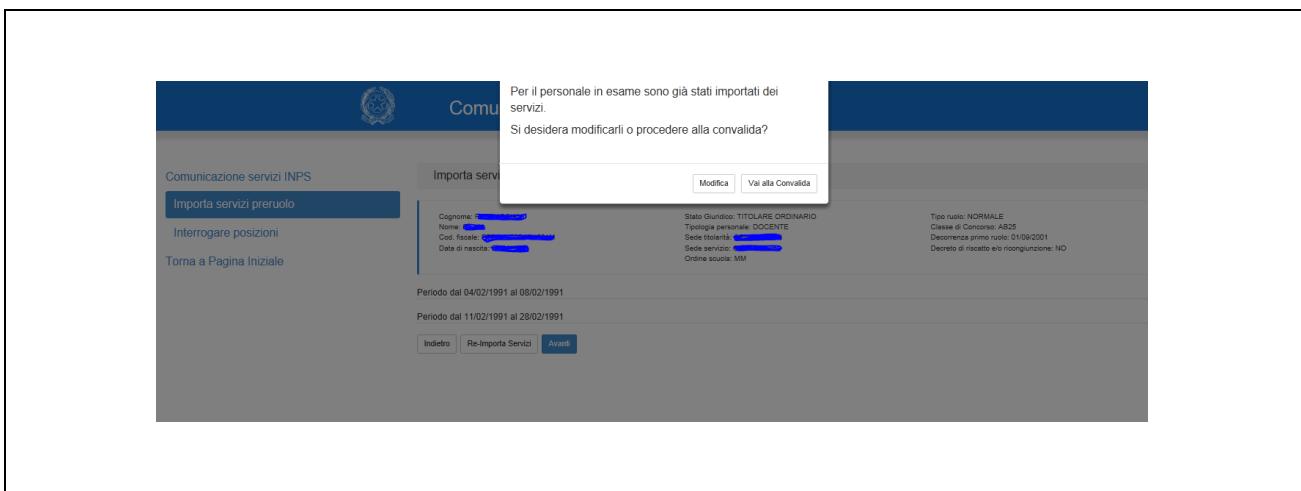 Per il personale in esame sono già stati importati dei
servizi.
Si desidera modificarli o procedere alla convalida?
Modifica
Vai alla Convalida
Comu
Comunicazione servizi INPS
Importa servizi preruolo
Interrogare posizioni
Torna a Pagina Iniziale
Importa servi
Cognome:
Nome:
Cod. fiscale:
Data di nascita:
Stato Giuridico: TITOLARE ORDINARIO
Tipologia personale: DOCENTE
Sede titolarità:
Sede servizio:
Ordine scuola: MM
Tipo ruolo: NORMALE
Classe di Concorso: AB25
Decorrenza primo ruolo: 01/09/2001
Decreto di riscatto e/o ricongiunzione: NO
Periodo dal 04/02/1991 al 08/02/1991
Periodo dal 11/02/1991 al 28/02/1991
Indietro
Re-Importa Servizi
Avanti